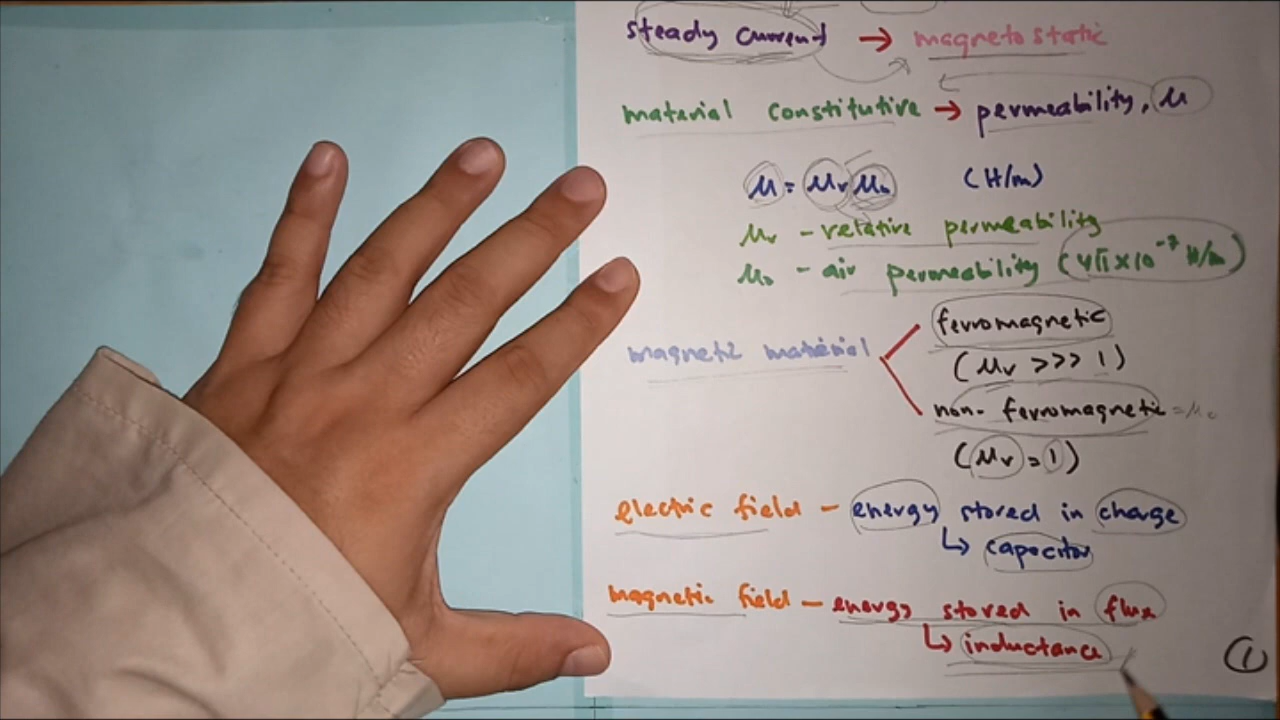 steady current → magnetostatic
material constitutive → permeability, μ
μ = μr μo (H/m)
μr - relative permeability
μo - air permeability (4π x 10⁻⁷ H/m)
ferromagnetic
magnetic material
(μr >>> 1)
non-ferromagnetic = μo
(μr = 1)
electric field - energy stored in charge
↳ capacitor
magnetic field - energy stored in flux
↳ inductance
1